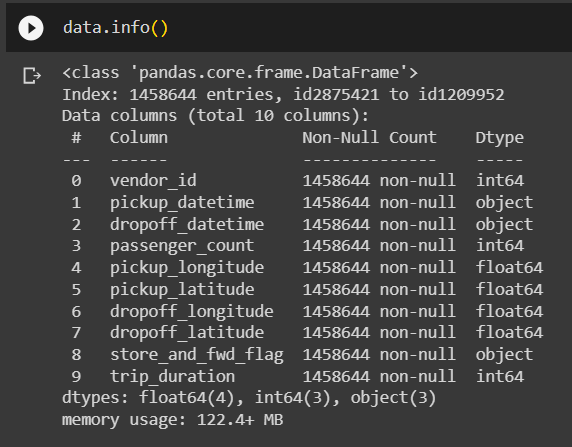 data.info()
<class 'pandas.core.frame.DataFrame'>
Index: 1458644 entries, id2875421 to id1209952
Data columns (total 10 columns):
 #   Column              Non-Null Count    Dtype
---  ------              --------------    -----
 0   vendor_id           1458644 non-null  int64
 1   pickup_datetime     1458644 non-null  object
 2   dropoff_datetime    1458644 non-null  object
 3   passenger_count     1458644 non-null  int64
 4   pickup_longitude    1458644 non-null  float64
 5   pickup_latitude     1458644 non-null  float64
 6   dropoff_longitude   1458644 non-null  float64
 7   dropoff_latitude    1458644 non-null  float64
 8   store_and_fwd_flag  1458644 non-null  object
 9   trip_duration       1458644 non-null  int64
dtypes: float64(4), int64(3), object(3)
memory usage: 122.4+ MB